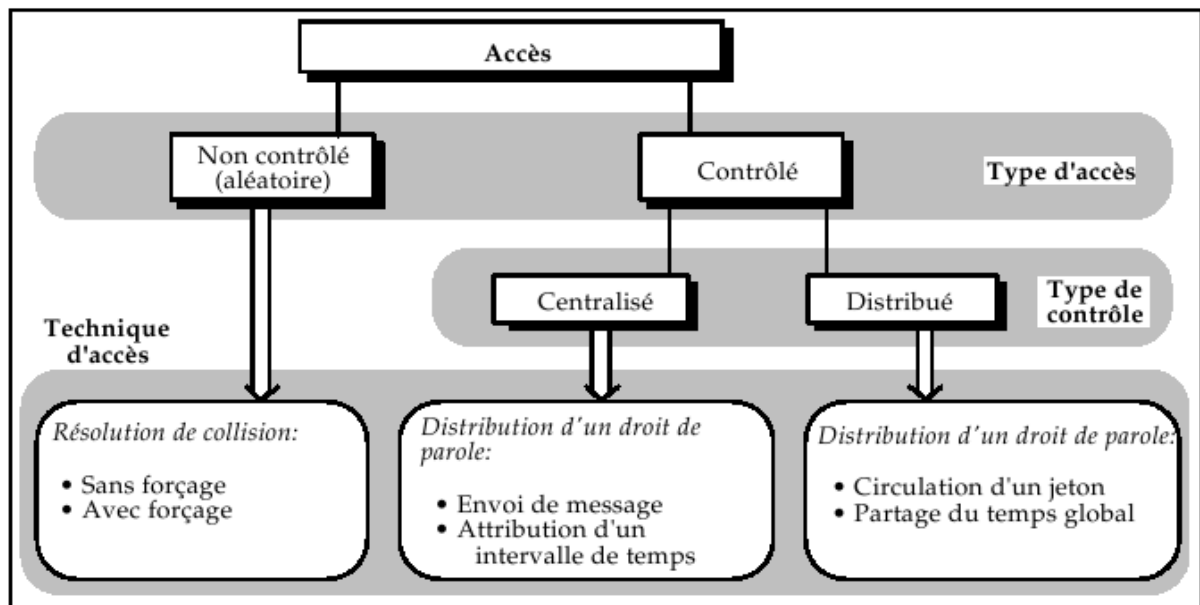 Accès
Non contrôlé
(aléatoire)
Contrôlé
Type d'accès
Centralisé
Distribué
Type de
contrôle
Technique
d'accès
Résolution de collision:
• Sans forçage
• Avec forçage
Distribution d'un droit de
parole:
• Envoi de message
• Attribution d'un
intervalle de temps
Distribution d'un droit de parole:
• Circulation d'un jeton
• Partage du temps global